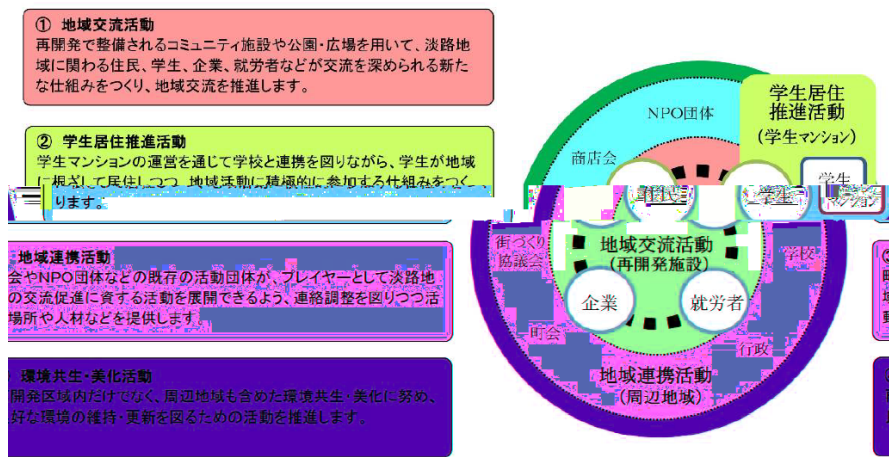 ① 地域交流活動
再開発で整備されるコミュニティ施設や公園・広場を用いて、淡路地
域に関わる住民、学生、企業、就労者などが交流を深められる新た
な仕組みをつくり、地域交流を推進します。
② 学生居住推進活動
学生マンションの運営を通じて学校と連携を図りながら、学生が地域
に根ざして居住しつつ、地域活動に積極的に参加する仕組みをつく
ります。
地域連携活動
会やNPO団体などの既存の活動団体が、プレイヤーとして淡路地
の交流促進に資する活動を展開できるよう、連絡調整を図りつつ活
場所や人材などを提供します
環境共生・美化活動
開発区域内だけでなく、周辺地域も含めた環境共生・美化に努め、
好な環境の維持・更新を図るための活動を推進します。
学生居住
推進活動
(学生マンション)
NPO団体
商店会
住民
学生
学生
マンション
街づくり
協議会
地域交流活動
(再開発施設)
学校
企業
就労者
町会
行政
地域連携活動
(周辺地域)